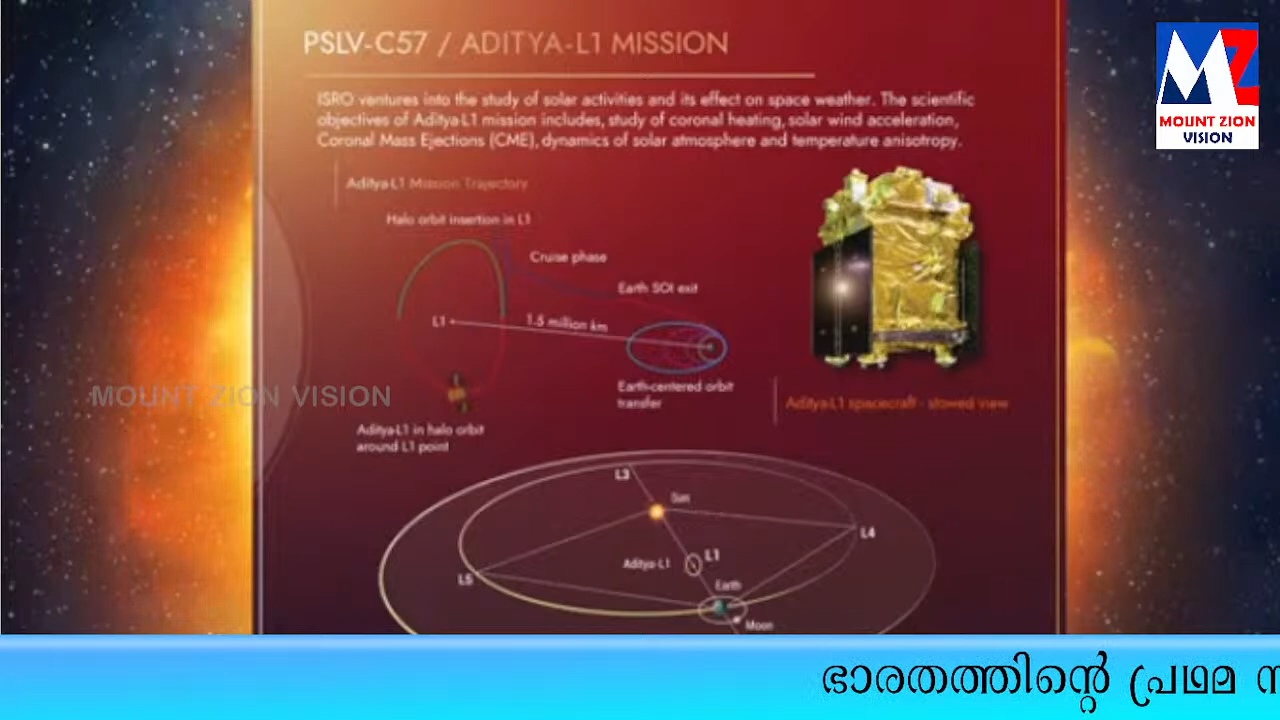 PSLV-C57 / ADITYA-L1 MISSION
MZ
MOUNT ZION
VISION
ISRO ventures into the study of solar activities and its effect on space weather. The scientific
objectives of Aditya-L1 mission includes, study of coronal heating, solar wind acceleration,
Coronal Mass Ejections (CME), dynamics of solar atmosphere and temperature anisotropy.
Aditya-L1 Mission Trajectory
Halo orbit insertion in L1
Cruise phase
Earth SOI exit
L1
1.5 million km
Earth-centered orbit
transfer
MOUNT ZION VISION
Aditya-L1 spacecraft - stowed view
Aditya-L1 in halo orbit
around L1 point
L3
Sun
L4
L1
Aditya-L1
L5
Earth
Moon
ഭാരതത്തിന്റെ പ്രഥമ